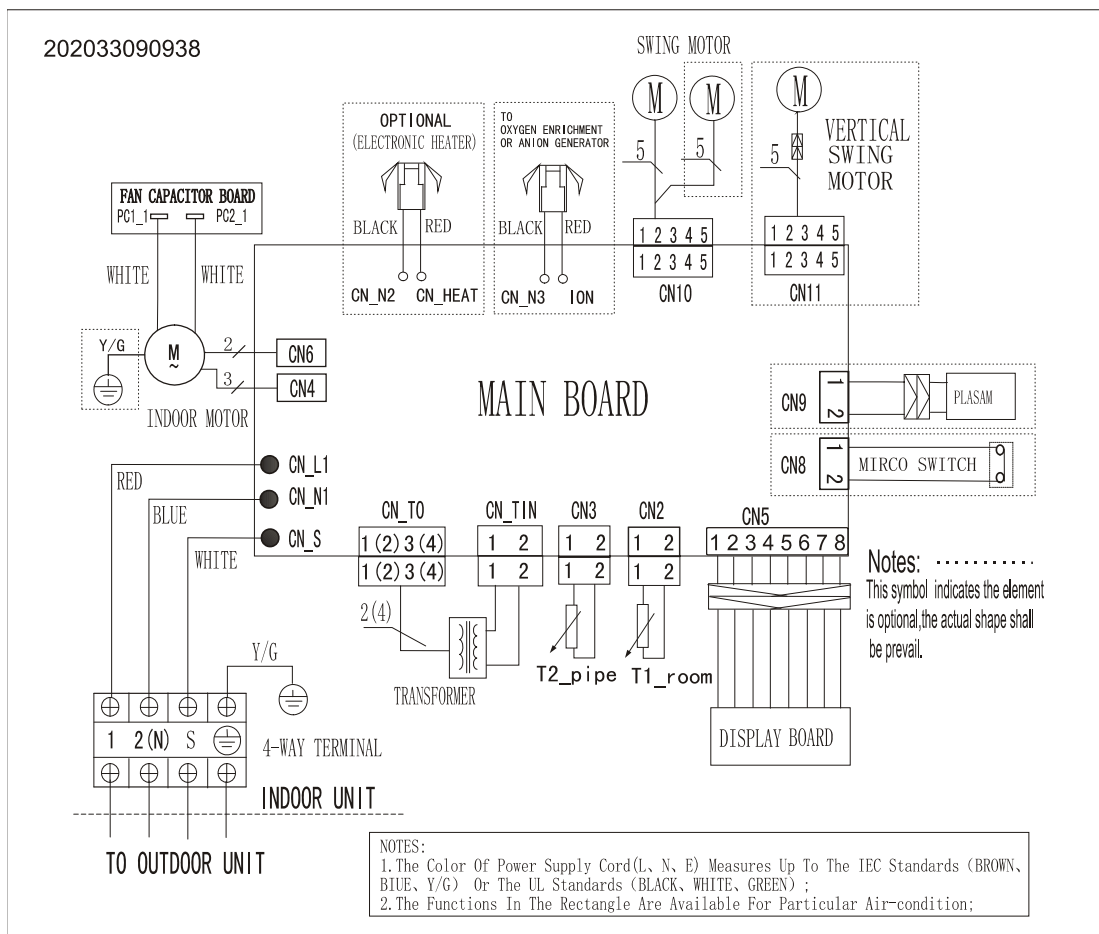 202033090938
SWING MOTOR
M
M
M
5
5
5
VERTICAL
SWING
MOTOR
OPTIONAL
(ELECTRONIC HEATER)
BLACK
RED
CN_N2
CN_HEAT
TO
OXYGEN ENRICHMENT
OR ANION GENERATOR
BLACK
RED
CN_N3
ION
1 2 3 4 5
1 2 3 4 5
CN10
1 2 3 4 5
1 2 3 4 5
CN11
FAN CAPACITOR BOARD
PC1_1
PC2_1
WHITE
WHITE
Y/G
M
~
2
CN6
3
CN4
INDOOR MOTOR
MAIN BOARD
CN9
1
2
PLASAM
CN8
1
2
MIRCO SWITCH
RED
CN_L1
BLUE
CN_N1
WHITE
CN_S
CN_TO
1(2)3(4)
1(2)3(4)
2(4)
CN_TIN
1 2
1 2
TRANSFORMER
CN3
1 2
1 2
T2_pipe
CN2
1 2
1 2
T1_room
CN5
1 2 3 4 5 6 7 8
DISPLAY BOARD
Notes: ············
This symbol indicates the element
is optional,the actual shape shall
be prevail.
Y/G
1 2(N) S
4-WAY TERMINAL
INDOOR UNIT
TO OUTDOOR UNIT
NOTES:
1.The Color Of Power Supply Cord(L、N、E) Measures Up To The IEC Standards (BROWN、
BIUE、Y/G) Or The UL Standards (BLACK、WHITE、GREEN) ;
2.The Functions In The Rectangle Are Available For Particular Air-condition;